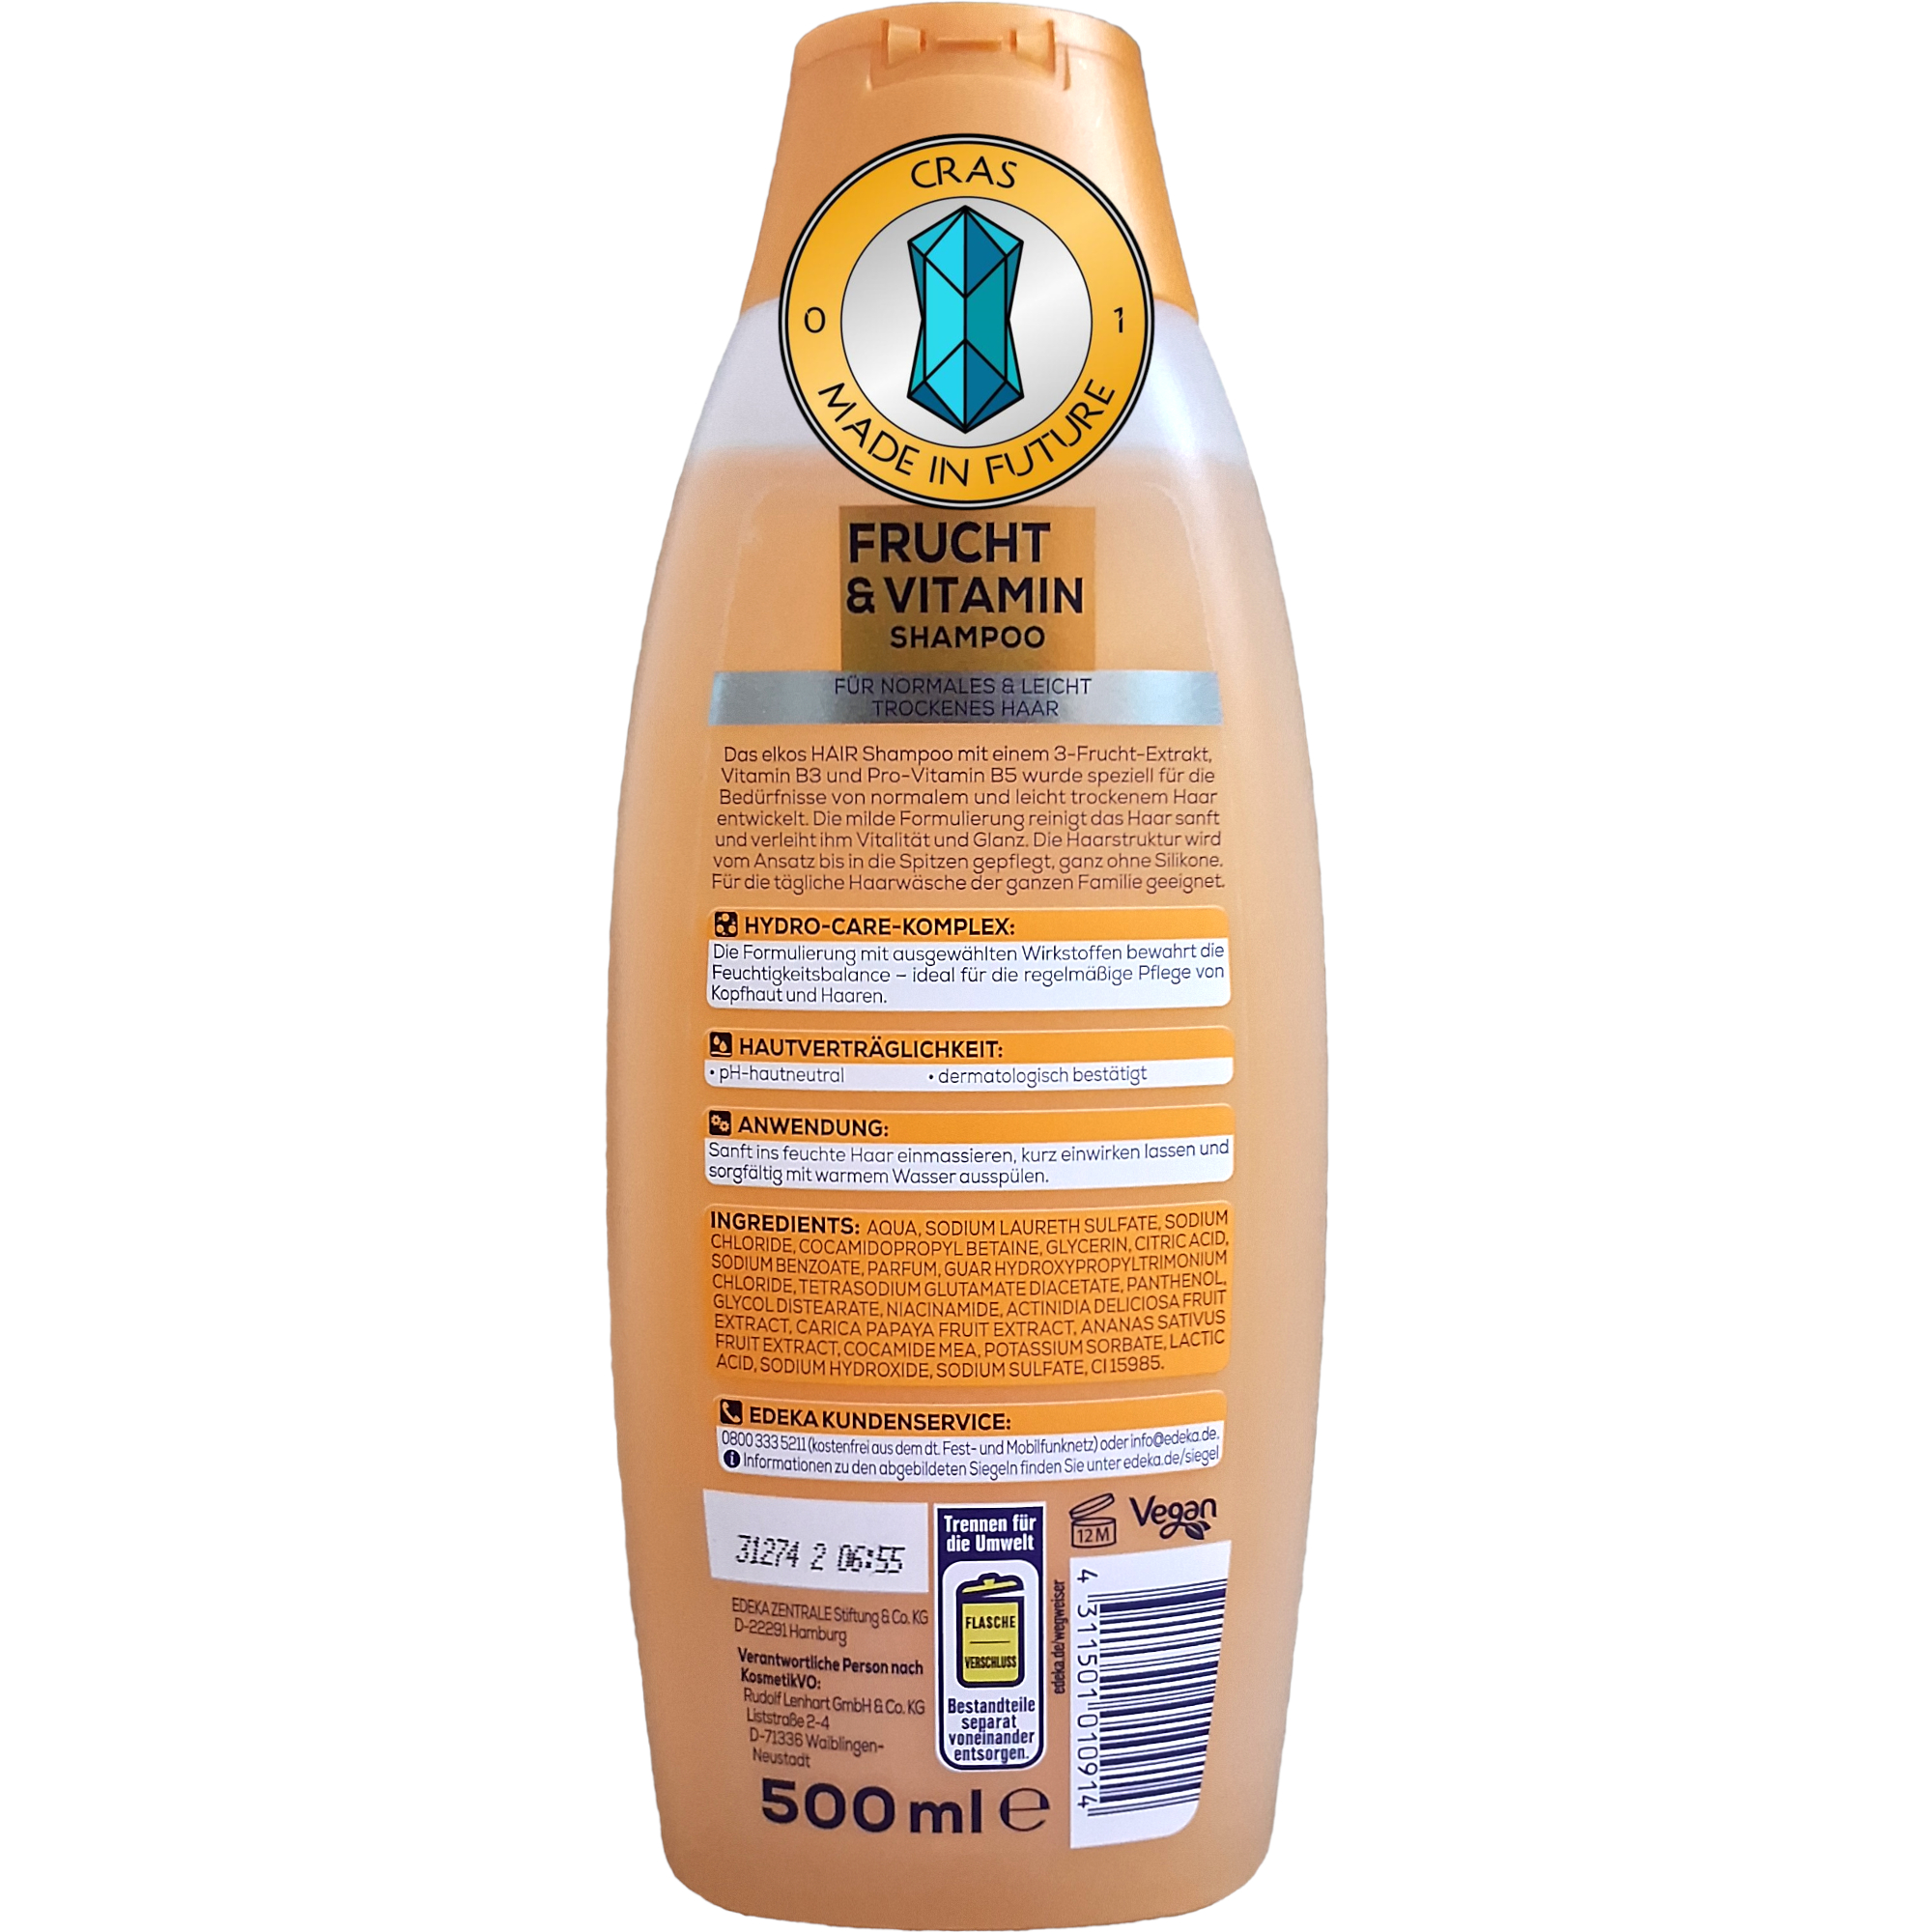 CRAS
0 1
MADE IN FUTURE
FRUCHT
& VITAMIN
SHAMPOO
FÜR NORMALES & LEICHT
TROCKENES HAAR
Das elkos HAIR Shampoo mit einem 3-Frucht-Extrakt,
Vitamin B3 und Pro-Vitamin B5 wurde speziell für die
Bedürfnisse von normalem und leicht trockenem Haar
entwickelt. Die milde Formulierung reinigt das Haar sanft
und verleiht ihm Vitalität und Glanz. Die Haarstruktur wird
vom Ansatz bis in die Spitzen gepflegt, ganz ohne Silikone.
Für die tägliche Haarwäsche der ganzen Familie geeignet.
HYDRO-CARE-KOMPLEX:
Die Formulierung mit ausgewählten Wirkstoffen bewahrt die
Feuchtigkeitsbalance – ideal für die regelmäßige Pflege von
Kopfhaut und Haaren.
HAUTVERTRÄGLICHKEIT:
• pH-hautneutral • dermatologisch bestätigt
ANWENDUNG:
Sanft ins feuchte Haar einmassieren, kurz einwirken lassen und
sorgfältig mit warmem Wasser ausspülen.
INGREDIENTS: AQUA, SODIUM LAURETH SULFATE, SODIUM
CHLORIDE, COCAMIDOPROPYL BETAINE, GLYCERIN, CITRIC ACID,
SODIUM BENZOATE, PARFUM, GUAR HYDROXYPROPYLTRIMONIUM
CHLORIDE, TETRASODIUM GLUTAMATE DIACETATE, PANTHENOL,
GLYCOL DISTEARATE, NIACINAMIDE, ACTINIDIA DELICIOSA FRUIT
EXTRACT, CARICA PAPAYA FRUIT EXTRACT, ANANAS SATIVUS
FRUIT EXTRACT, COCAMIDE MEA, POTASSIUM SORBATE, LACTIC
ACID, SODIUM HYDROXIDE, SODIUM SULFATE, CI 15985.
EDEKA KUNDENSERVICE:
0800 333 5211 (kostenfrei aus dem dt. Fest- und Mobilfunknetz) oder info@edeka.de.
i Informationen zu den abgebildeten Siegeln finden Sie unter edeka.de/siegel
31274 2 06:55
EDEKA ZENTRALE Stiftung & Co. KG
D-22291 Hamburg
Verantwortliche Person nach
KosmetikVO:
Rudolf Lenhart GmbH & Co. KG
Liststraße 2-4
D-71336 Waiblingen-
Neustadt
500 ml e
Trennen für
die Umwelt
FLASCHE
VERSCHLUSS
Bestandteile
separat
voneinander
entsorgen.
edeka.de/wegweiser
12 M
Vegan
4 311501 010914